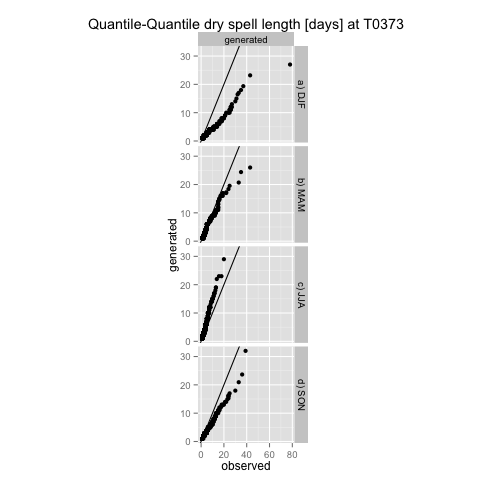 Quantile-Quantile dry spell length [days] at T0373
generated
30
20
10
0
a) DJF
30
20
10
0
b) MAM
generated
30
20
10
0
c) JJA
30
20
10
0
d) SON
0 20 40 60 80
observed